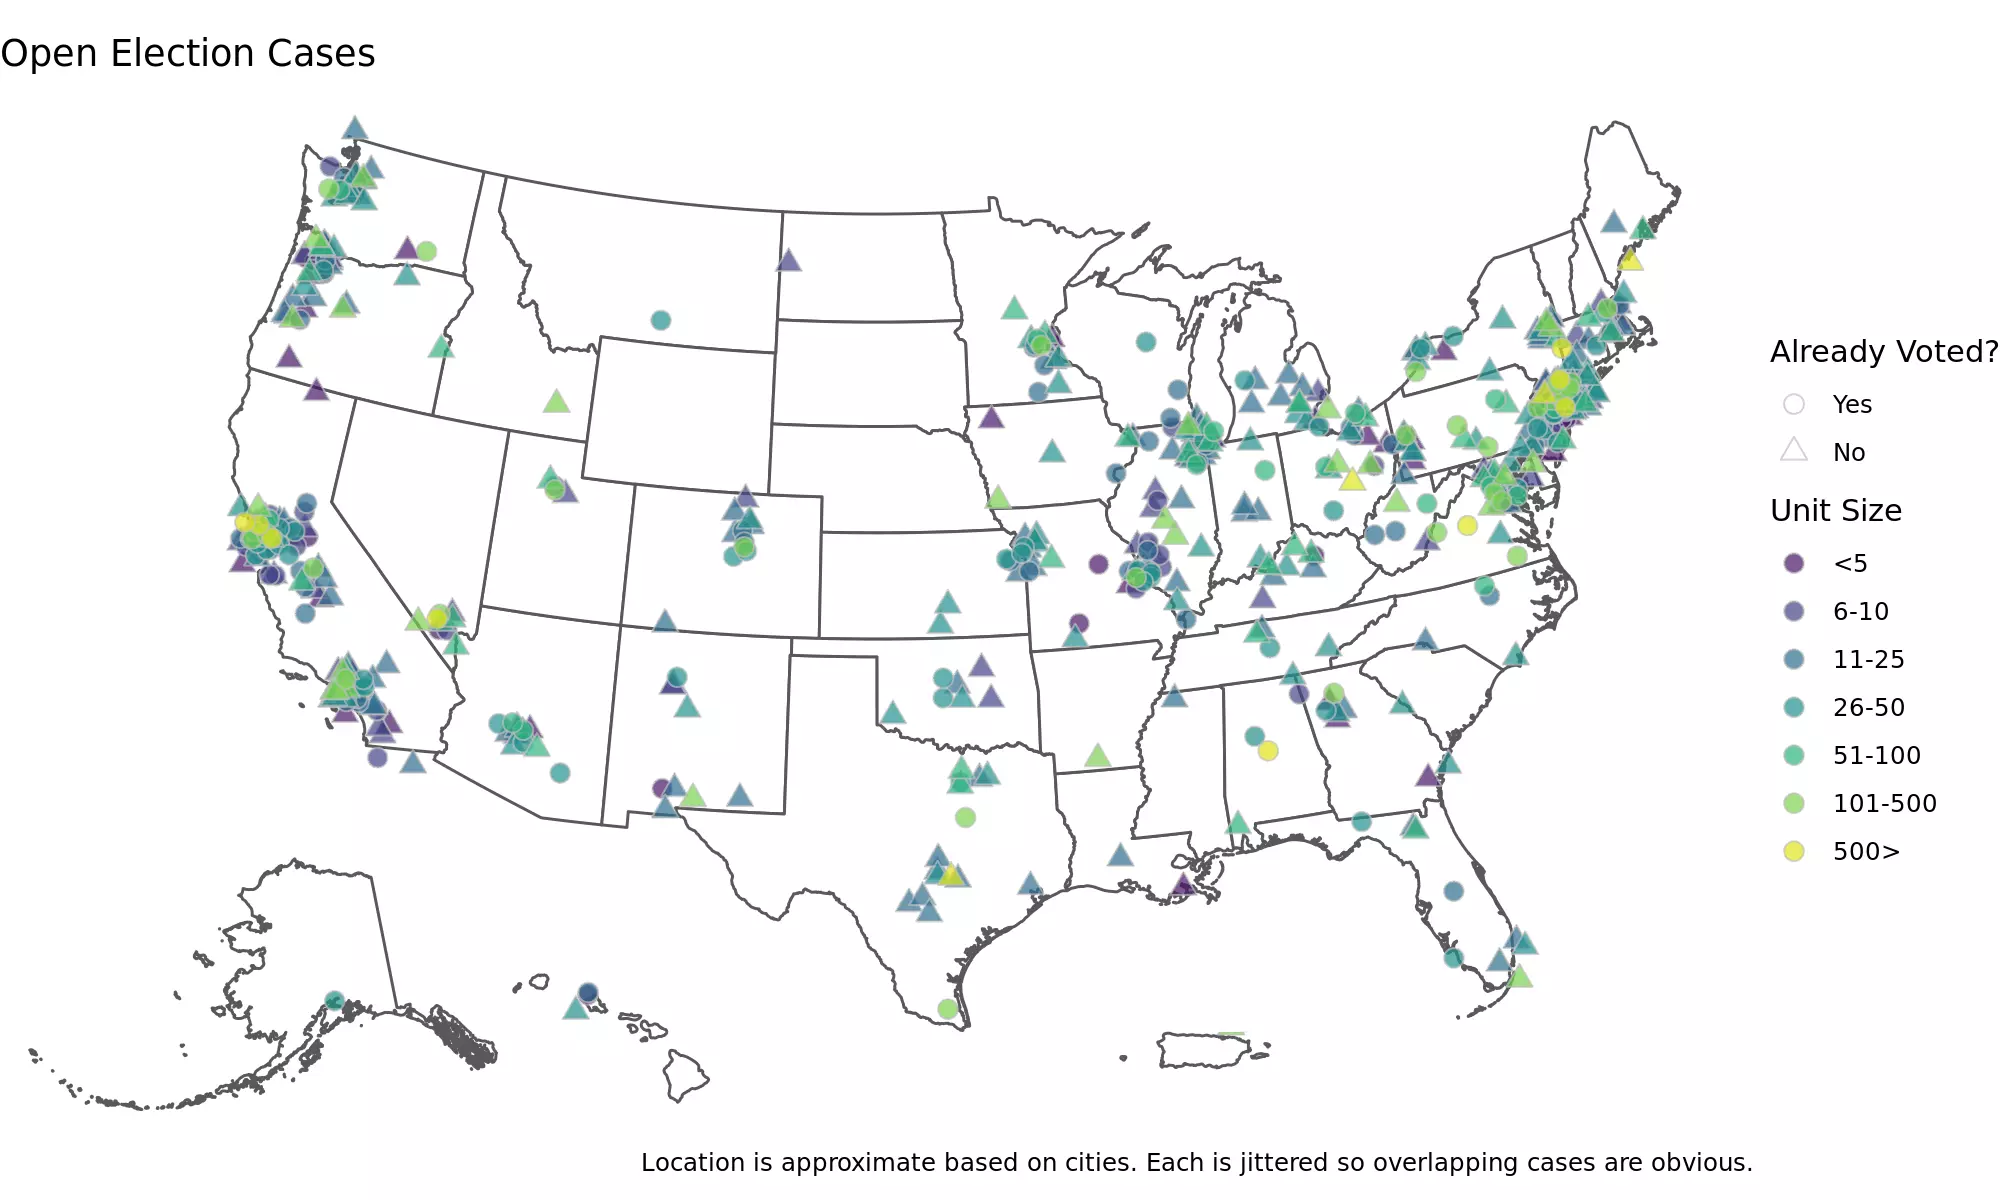 Open Election Cases
Already Voted?
Yes
No
Unit Size
<5
6-10
11-25
26-50
51-100
101-500
500>
Location is approximate based on cities. Each is jittered so overlapping cases are obvious.